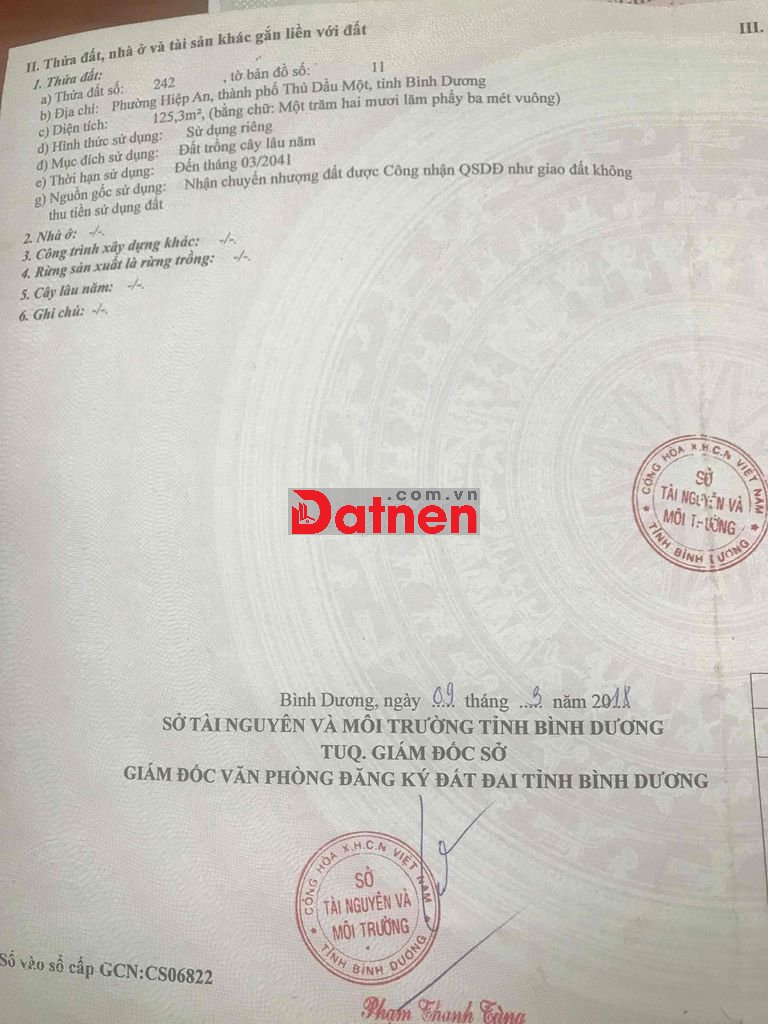 II. Thửa đất, nhà ở và tài sản khác gắn liền với đất
III.
1. Thửa đất:
a) Thửa đất số: 242 , tờ bản đồ số: 11
b) Địa chỉ: Phường Hiệp An, thành phố Thủ Dầu Một, tỉnh Bình Dương
c) Diện tích: 125,3m², (bằng chữ: Một trăm hai mươi lăm phẩy ba mét vuông)
d) Hình thức sử dụng: Sử dụng riêng
đ) Mục đích sử dụng: Đất trồng cây lâu năm
e) Thời hạn sử dụng: Đến tháng 03/2041
g) Nguồn gốc sử dụng: Nhận chuyển nhượng đất được Công nhận QSDĐ như giao đất không
thu tiền sử dụng đất
2. Nhà ở: -/-.
3. Công trình xây dựng khác: -/-.
4. Rừng sản xuất là rừng trồng: -/-.
5. Cây lâu năm: -/-.
6. Ghi chú: -/-.
CỘNG HÒA X.H.C.N VIỆT NAM
SỞ
TÀI NGUYÊN VÀ
MÔI TRƯỜNG
TỈNH BÌNH DƯƠNG
.com.vn
Datnen
Bình Dương, ngày 09 tháng 3 năm 2018
SỞ TÀI NGUYÊN VÀ MÔI TRƯỜNG TỈNH BÌNH DƯƠNG
TUQ. GIÁM ĐỐC SỞ
GIÁM ĐỐC VĂN PHÒNG ĐĂNG KÝ ĐẤT ĐAI TỈNH BÌNH DƯƠNG
CỘNG HÒA X.H.C.N VIỆT NAM
SỞ
TÀI NGUYÊN VÀ
MÔI TRƯỜNG
TỈNH BÌNH DƯƠNG
Số vào sổ cấp GCN:CS06822
Phạm Thanh Tùng